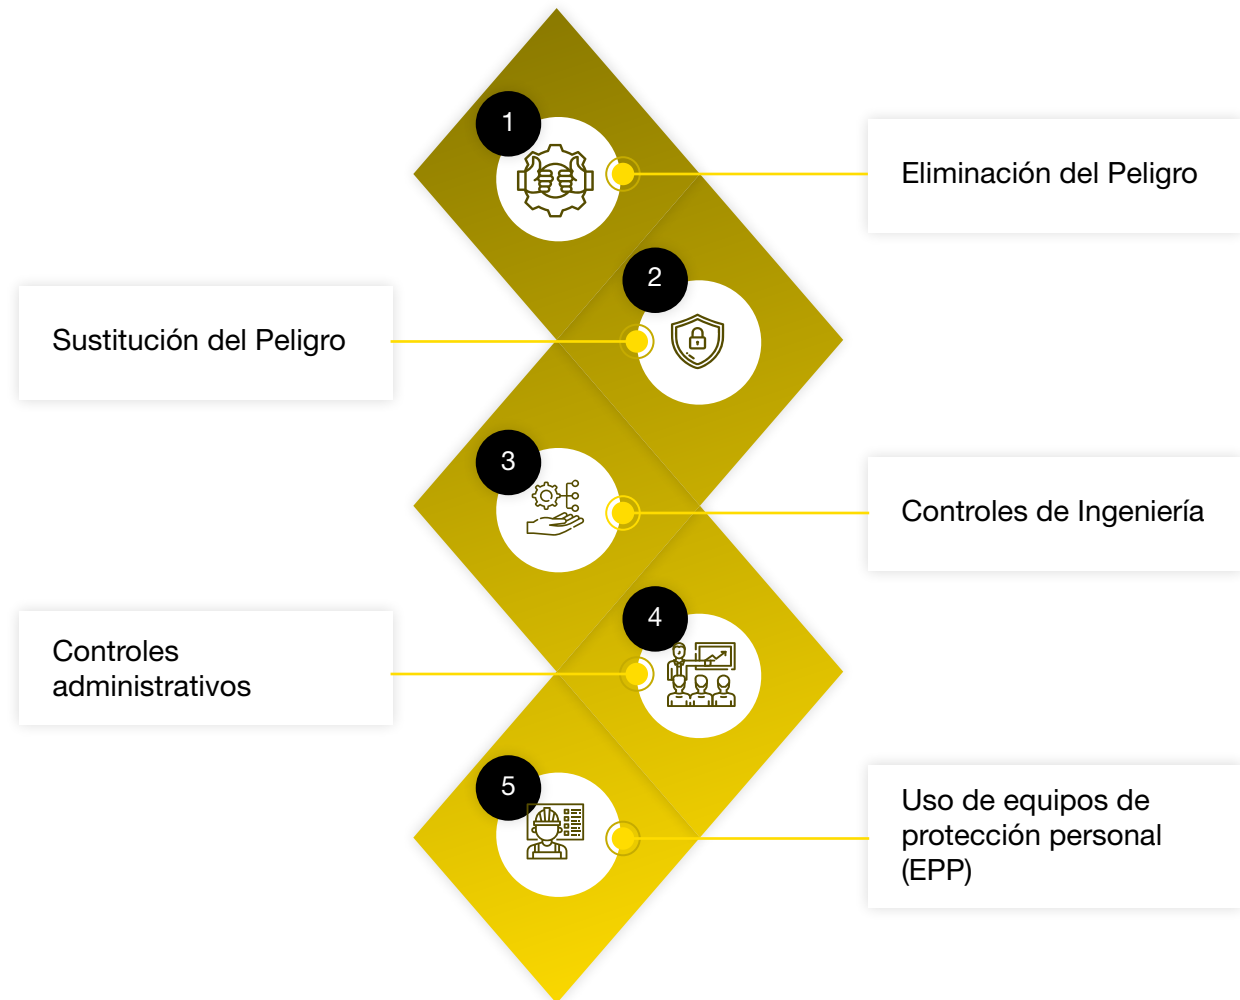 1
Eliminación del Peligro
2
Sustitución del Peligro
3
Controles de Ingeniería
4
Controles
administrativos
5
Uso de equipos de
protección personal
(EPP)